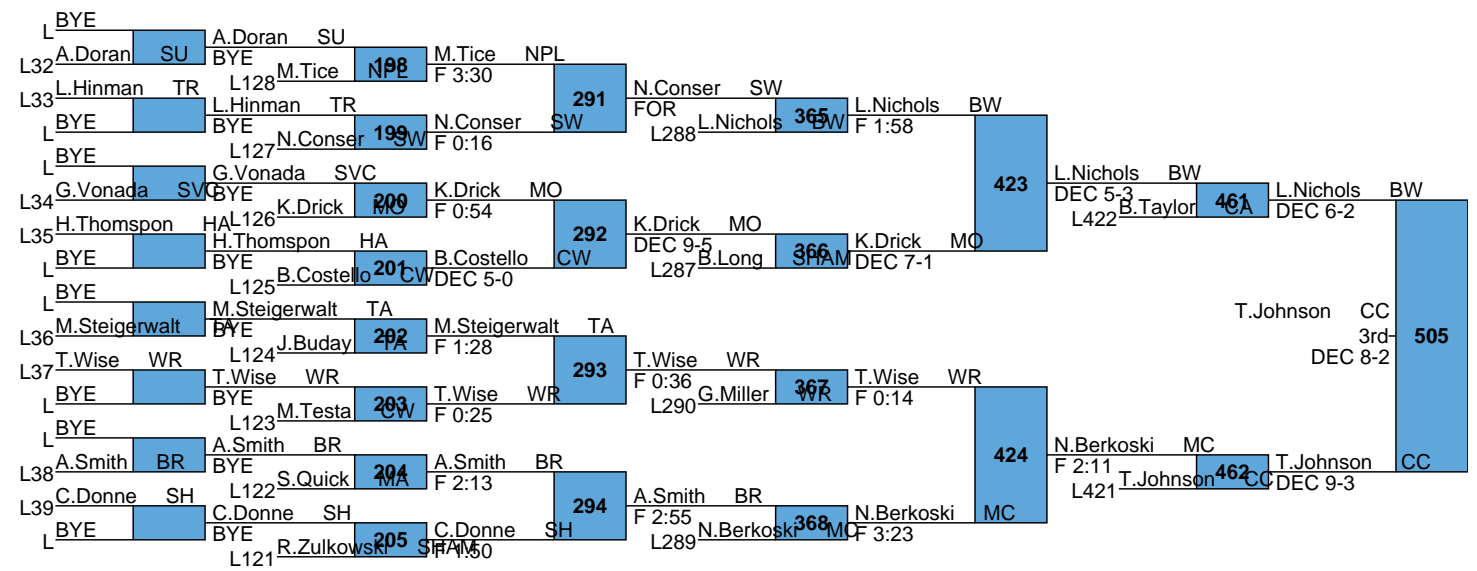 BYE
L
A.Doran SU
L32
L.Hinman TR
L33
BYE
L
BYE
L
G.Vonada SVC
L34
H.Thomspon HA
L35
BYE
L
BYE
L
M.Steigerwalt TA
L36
T.Wise WR
L37
BYE
L
BYE
L
A.Smith BR
L38
C.Donne SH
L39
BYE
L
A.Doran SU
BYE
198
L128
M.Tice NPL
L.Hinman TR
BYE
199
L127
N.Conser SW
G.Vonada SVC
BYE
200
L126
K.Drick MO
H.Thomspon HA
BYE
201
L125
B.Costello CW
M.Steigerwalt TA
BYE
202
L124
J.Buday TA
T.Wise WR
BYE
203
L123
M.Testa CW
A.Smith BR
BYE
204
L122
S.Quick MA
C.Donne SH
BYE
205
L121
R.Zulkowski SHAM
M.Tice NPL
F 3:30
291
N.Conser SW
F 0:16
K.Drick MO
F 0:54
292
B.Costello CW
DEC 5-0
M.Steigerwalt TA
F 1:28
293
T.Wise WR
F 0:25
A.Smith BR
F 2:13
294
C.Donne SH
F 1:50
N.Conser SW
FOR
365
L288
L.Nichols BW
K.Drick MO
DEC 9-5
366
L287
B.Long SHAM
T.Wise WR
F 0:36
367
L290
G.Miller WR
A.Smith BR
F 2:55
368
L289
N.Berkoski MC
L.Nichols BW
F 1:58
423
K.Drick MO
DEC 7-1
T.Wise WR
F 0:14
424
N.Berkoski MC
F 3:23
L.Nichols BW
DEC 5-3
461
L422
B.Taylor CA
N.Berkoski MC
F 2:11
462
L421
T.Johnson CC
L.Nichols BW
DEC 6-2
505
T.Johnson CC
DEC 9-3
T.Johnson CC
3rd
DEC 8-2